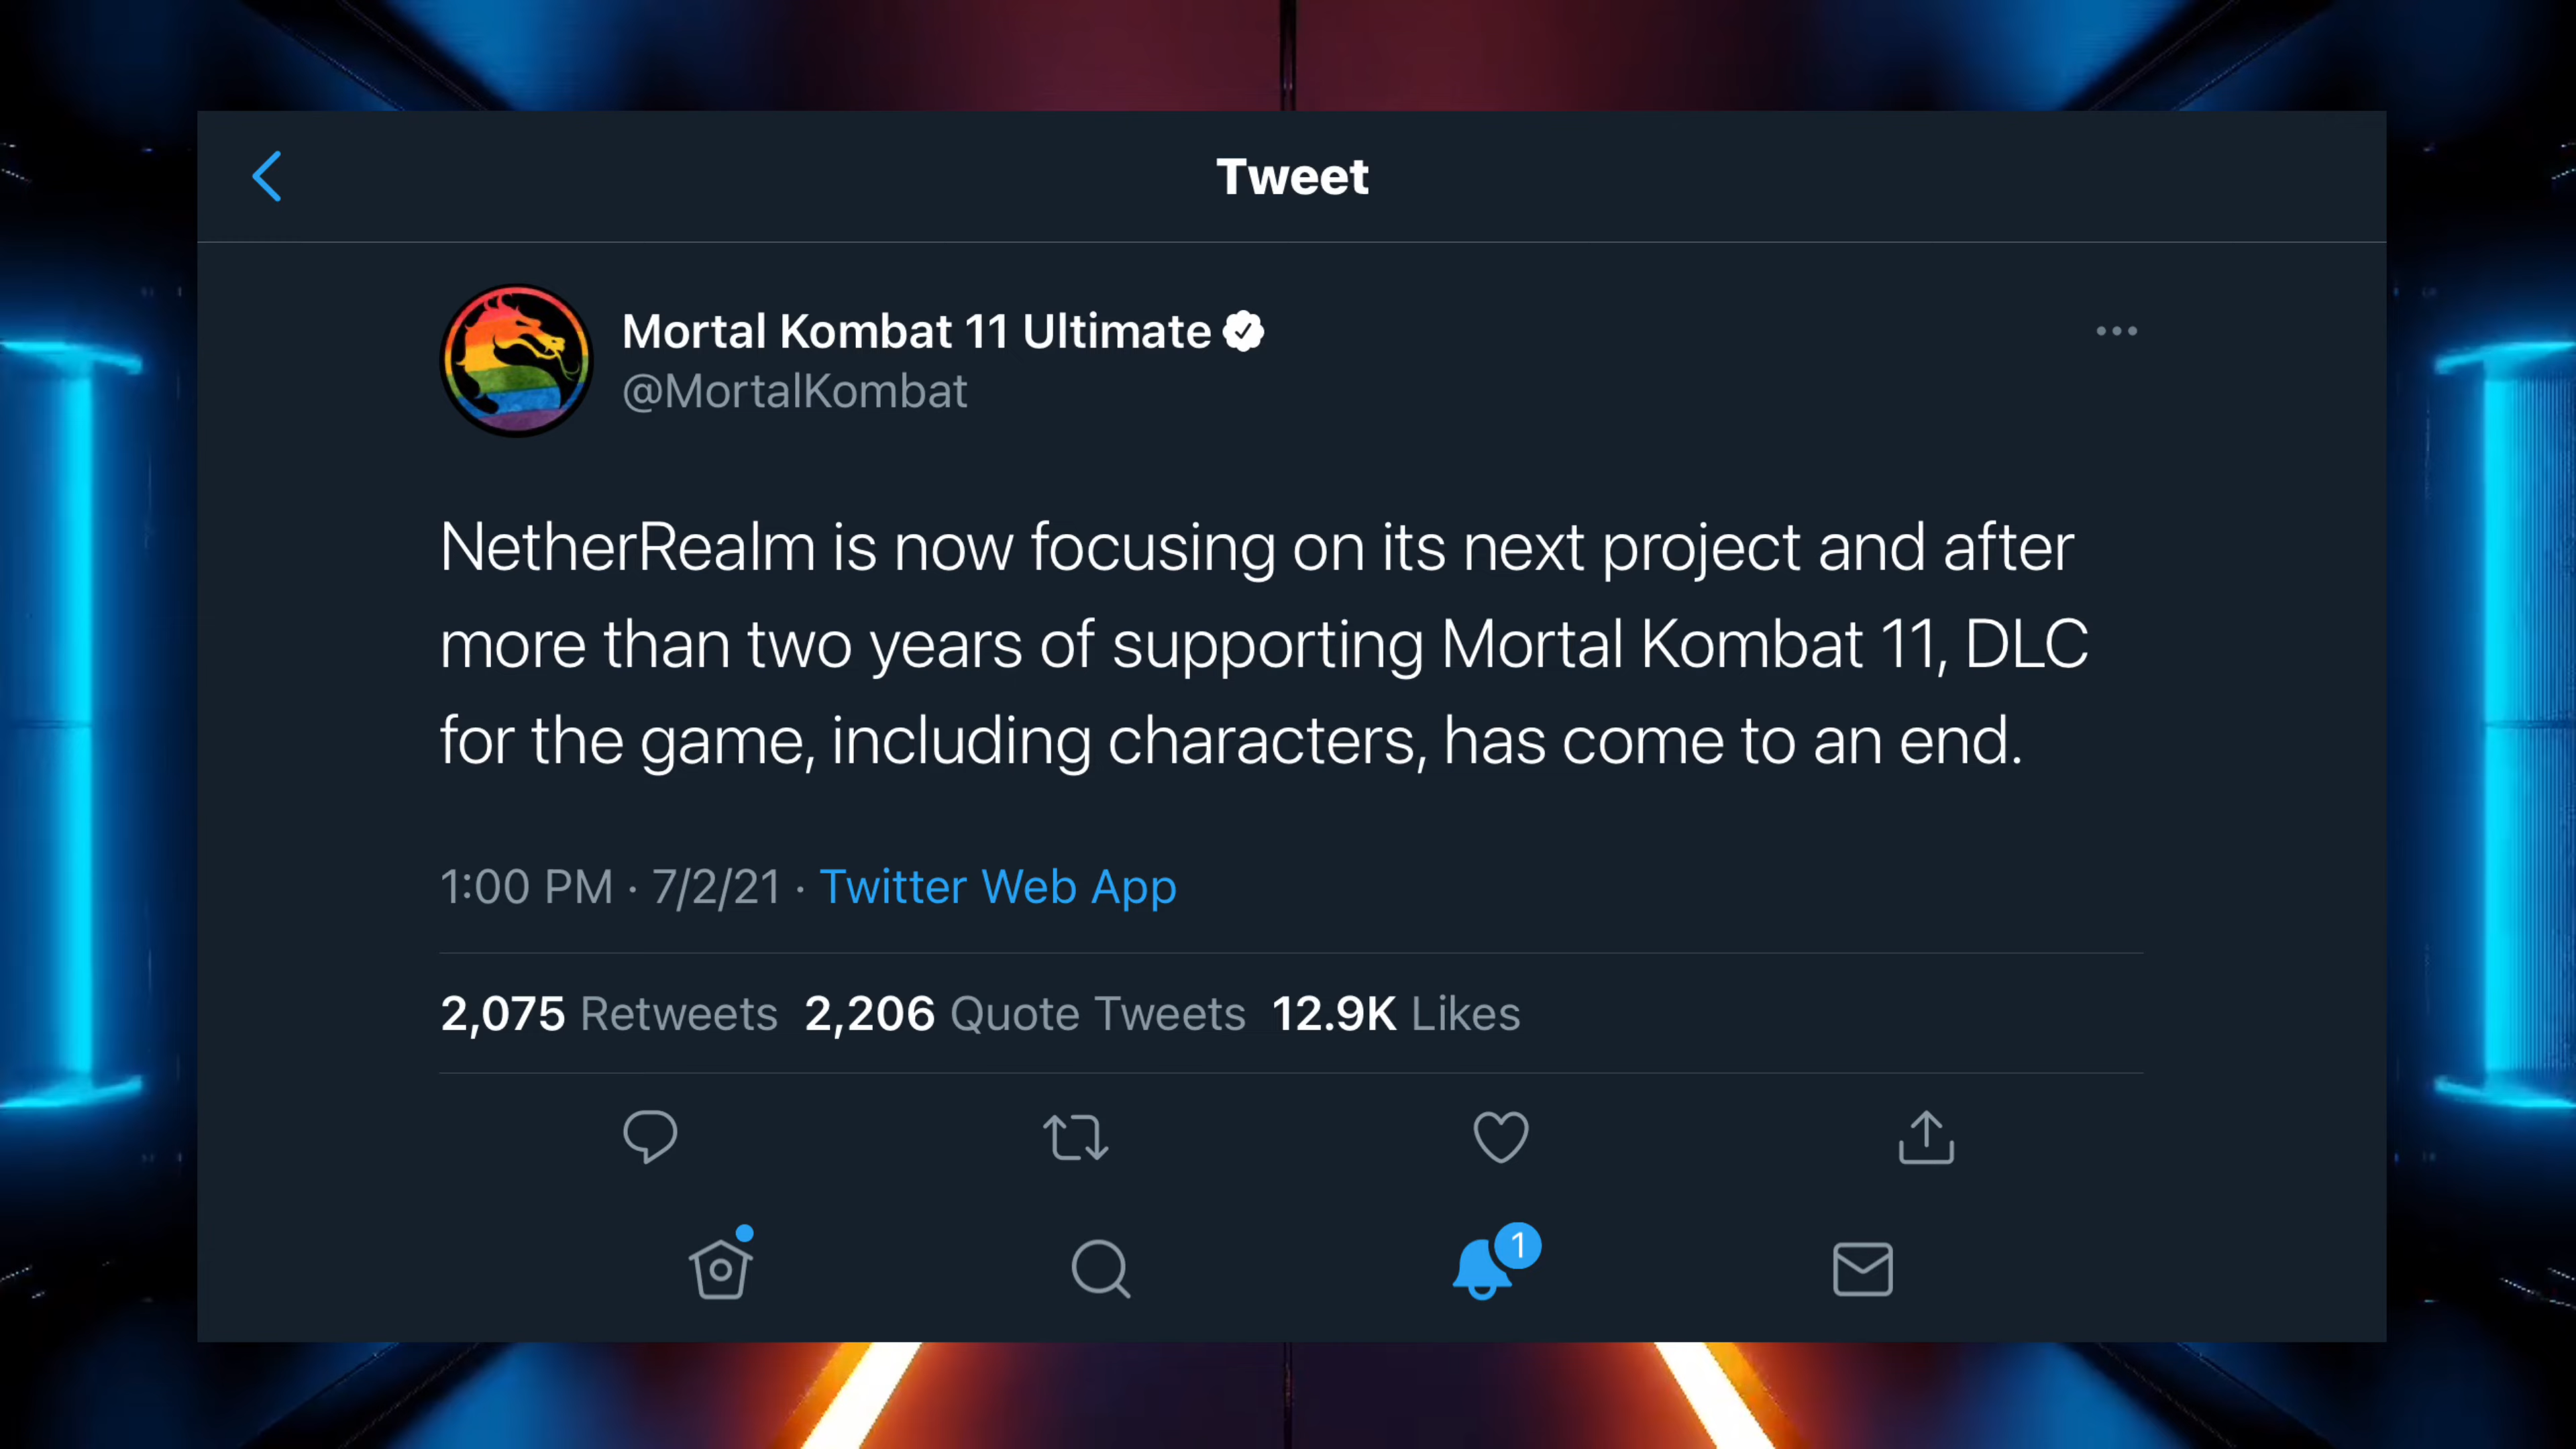 Tweet
Mortal Kombat 11 Ultimate
@MortalKombat
NetherRealm is now focusing on its next project and after
more than two years of supporting Mortal Kombat 11, DLC
for the game, including characters, has come to an end.
1:00 PM · 7/2/21 · Twitter Web App
2,075 Retweets 2,206 Quote Tweets 12.9K Likes
1